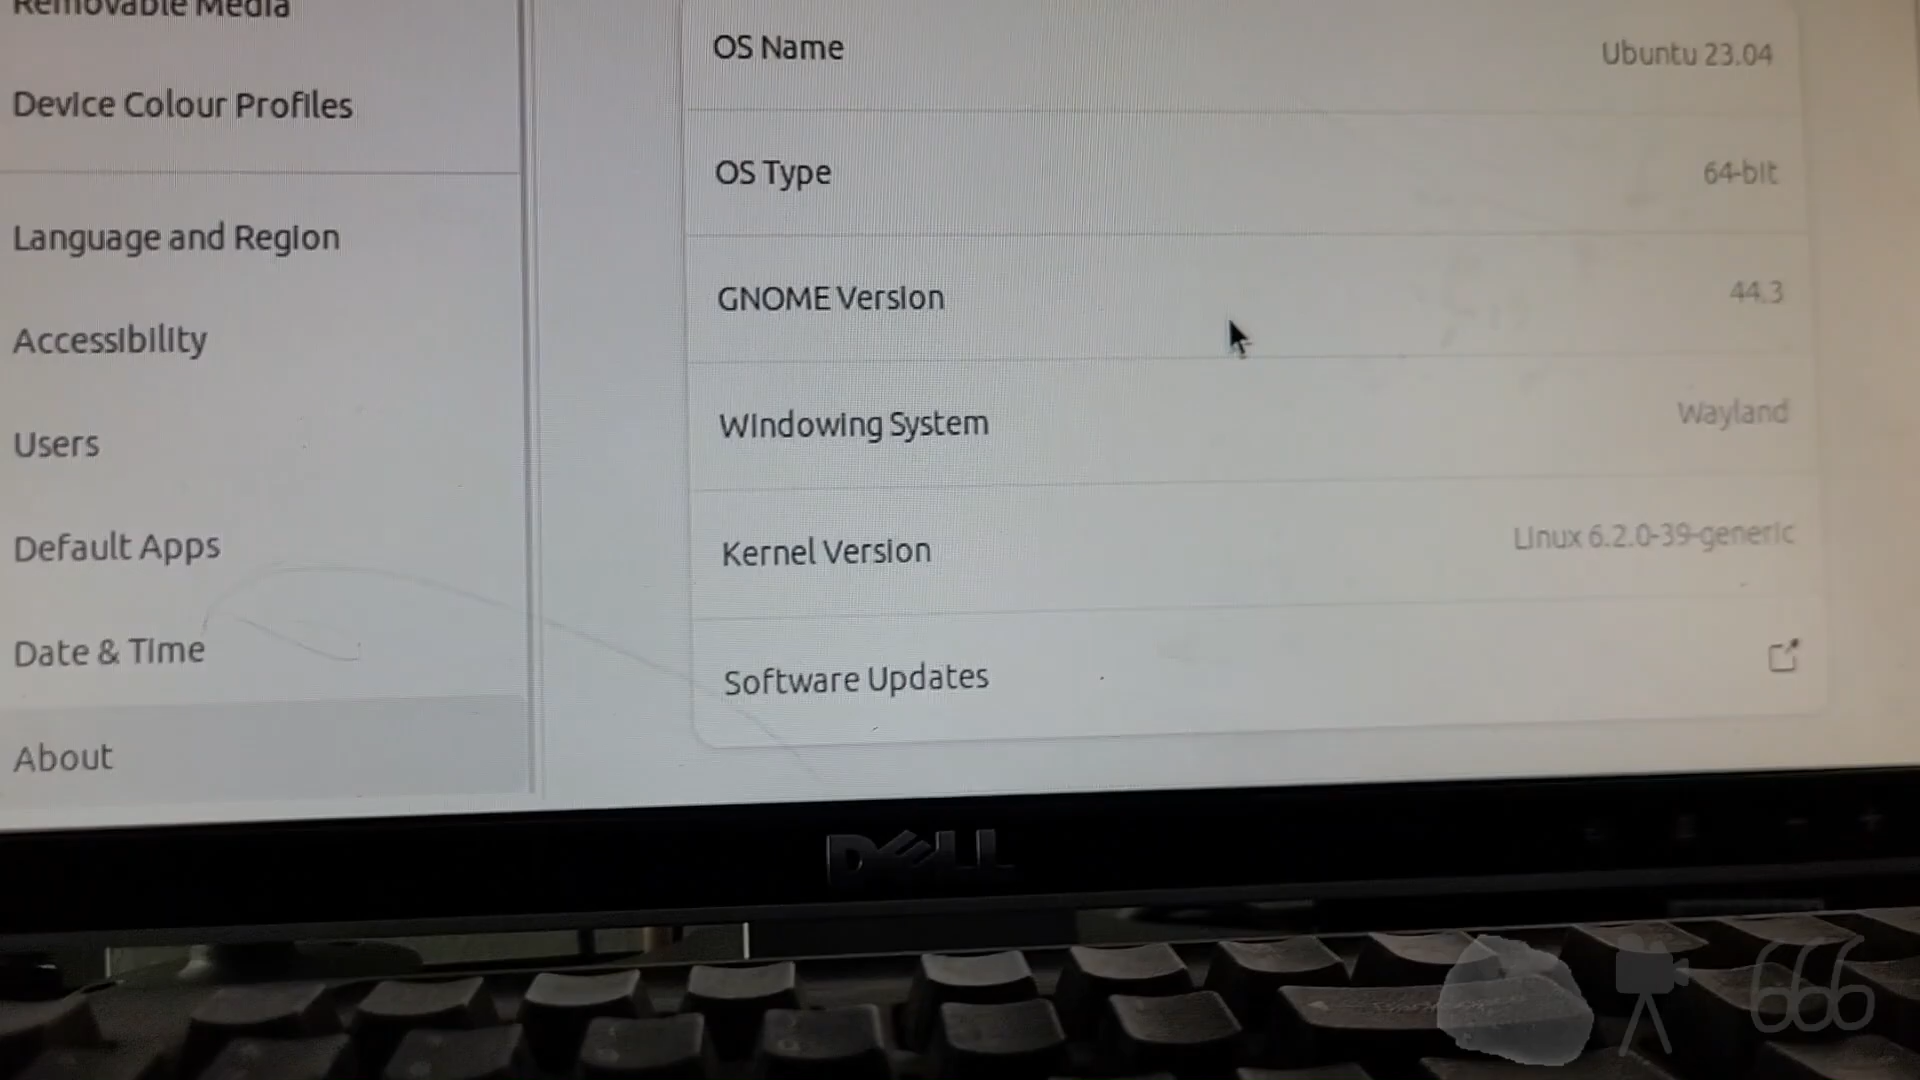 Removable Media
Device Colour Profiles
Language and Region
Accessibility
Users
Default Apps
Date & Time
About
OS Name
Ubuntu 23.04
OS Type
64-bit
GNOME Version
44.3
Windowing System
Wayland
Kernel Version
Linux 6.2.0-39-generic
Software Updates
DELL
666